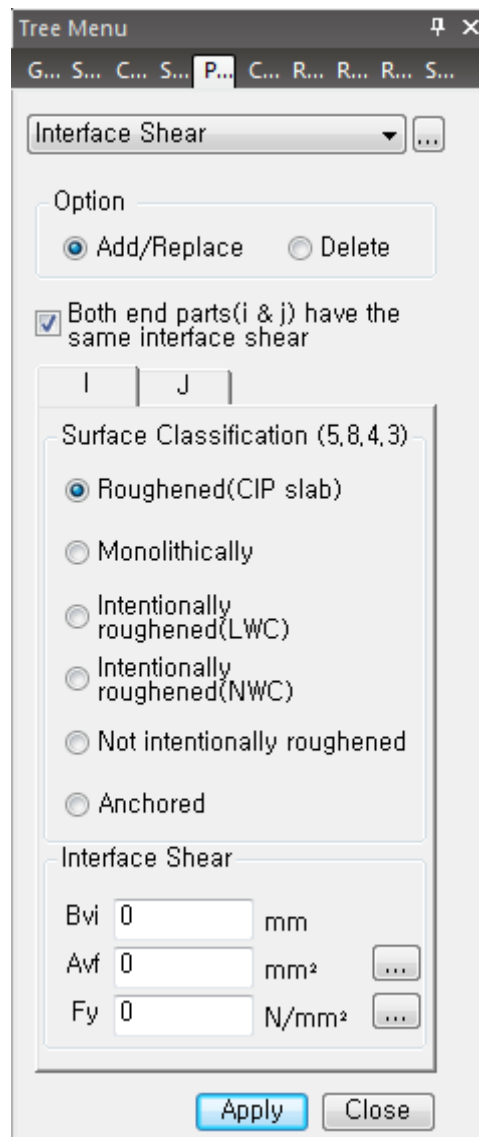 Tree Menu
G... S... C... S... P... C... R... R... R... S...
Interface Shear
...
Option
Add/Replace Delete
Both end parts(i & j) have the
same interface shear
I J
Surface Classification (5,8,4,3)
Roughened(CIP slab)
Monolithically
Intentionally
roughened(LWC)
Intentionally
roughened(NWC)
Not intentionally roughened
Anchored
Interface Shear
Bvi 0 mm
Avf 0 mm² ...
Fy 0 N/mm² ...
Apply Close